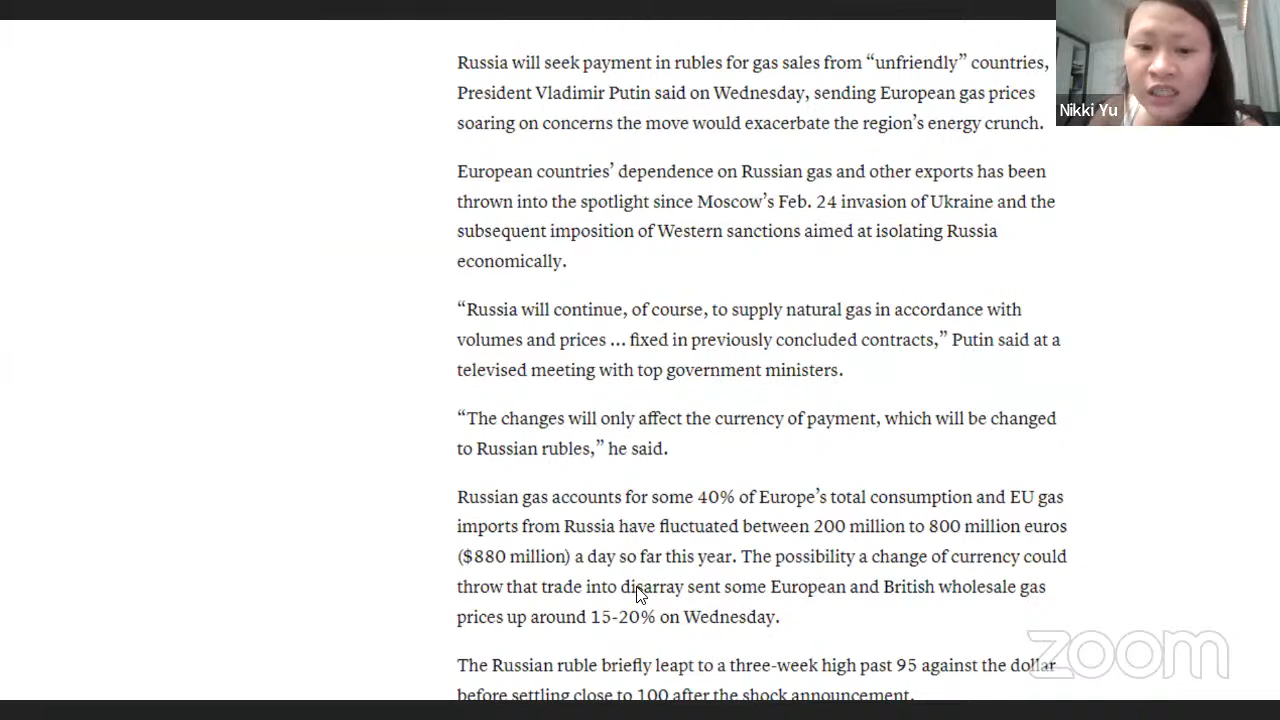 Russia will seek payment in rubles for gas sales from “unfriendly” countries,
President Vladimir Putin said on Wednesday, sending European gas prices
soaring on concerns the move would exacerbate the region’s energy crunch.
European countries’ dependence on Russian gas and other exports has been
thrown into the spotlight since Moscow’s Feb. 24 invasion of Ukraine and the
subsequent imposition of Western sanctions aimed at isolating Russia
economically.
“Russia will continue, of course, to supply natural gas in accordance with
volumes and prices … fixed in previously concluded contracts,” Putin said at a
televised meeting with top government ministers.
“The changes will only affect the currency of payment, which will be changed
to Russian rubles,” he said.
Russian gas accounts for some 40% of Europe’s total consumption and EU gas
imports from Russia have fluctuated between 200 million to 800 million euros
($880 million) a day so far this year. The possibility a change of currency could
throw that trade into disarray sent some European and British wholesale gas
prices up around 15-20% on Wednesday.
The Russian ruble briefly leapt to a three-week high past 95 against the dollar
before settling close to 100 after the shock announcement.
Nikki Yu
zoom